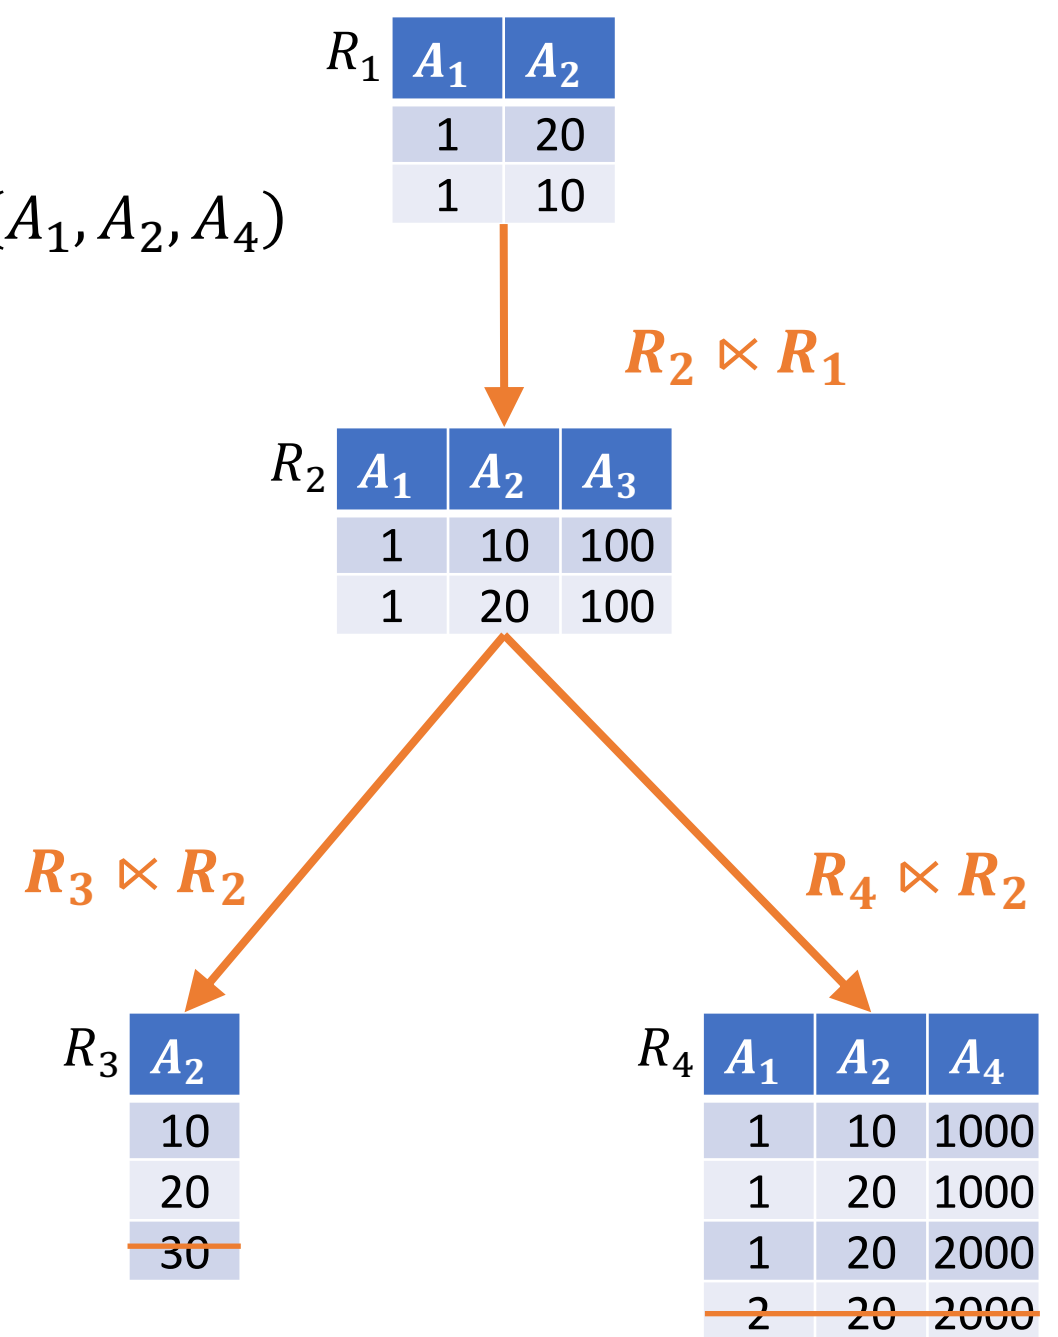 R₁ A₁ A₂
1 20
1 10
(A₁, A₂, A₄)
R₂ ⋉ R₁
R₂ A₁ A₂ A₃
1 10 100
1 20 100
R₃ ⋉ R₂
R₄ ⋉ R₂
R₃ A₂
10
20
30
R₄ A₁ A₂ A₄
1 10 1000
1 20 1000
1 20 2000
2 20 2000